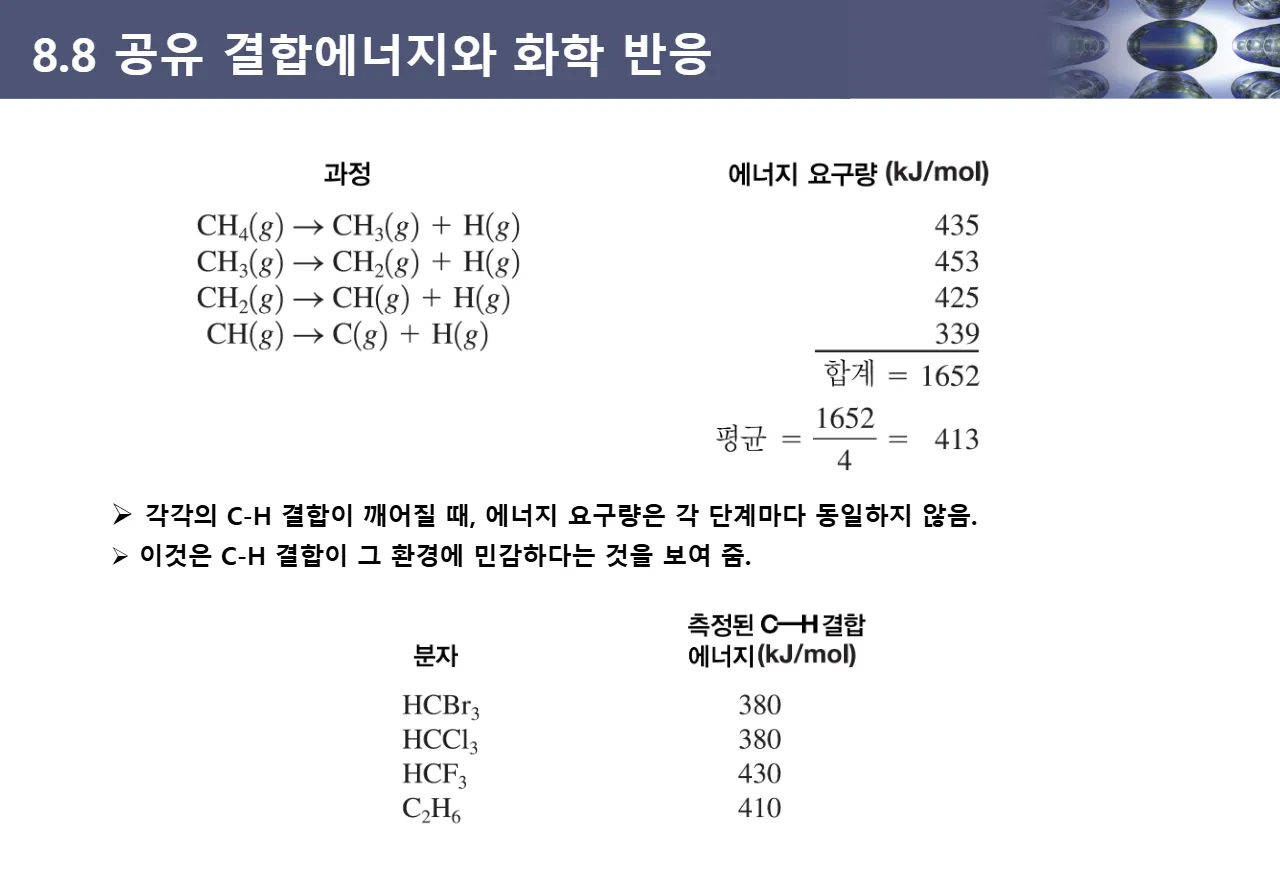 8.8 공유 결합에너지와 화학 반응
과정 에너지 요구량 (kJ/mol)
CH₄(g) → CH₃(g) + H(g) 435
CH₃(g) → CH₂(g) + H(g) 453
CH₂(g) → CH(g) + H(g) 425
CH(g) → C(g) + H(g) 339
합계 = 1652
평균 = 1652/4 = 413
➢ 각각의 C-H 결합이 깨어질 때, 에너지 요구량은 각 단계마다 동일하지 않음.
➢ 이것은 C-H 결합이 그 환경에 민감하다는 것을 보여 줌.
측정된 C—H 결합
분자 에너지(kJ/mol)
HCBr₃ 380
HCCl₃ 380
HCF₃ 430
C₂H₆ 410